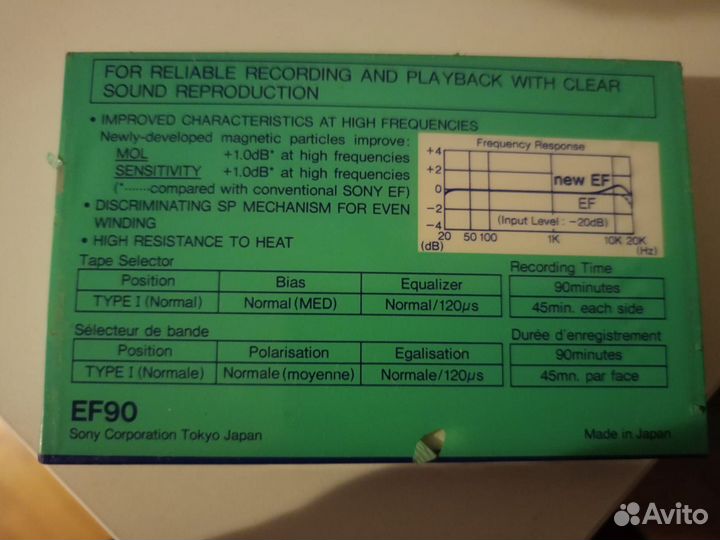 FOR RELIABLE RECORDING AND PLAYBACK WITH CLEAR
SOUND REPRODUCTION
• IMPROVED CHARACTERISTICS AT HIGH FREQUENCIES
Newly-developed magnetic particles improve:
MOL +1.0dB* at high frequencies
SENSITIVITY +1.0dB* at high frequencies
(*······compared with conventional SONY EF)
• DISCRIMINATING SP MECHANISM FOR EVEN
WINDING
• HIGH RESISTANCE TO HEAT
Frequency Response
+4
+2
0
−2
−4
(dB)
new EF
EF
(Input Level : −20dB)
20 50 100 1K 10K 20K
(Hz)
Tape Selector
Position Bias Equalizer
TYPE I (Normal) Normal (MED) Normal/120μs
Recording Time
90minutes
45min. each side
Sélecteur de bande
Position Polarisation Egalisation
TYPE I (Normale) Normale (moyenne) Normale/120μs
Durée d'enregistrement
90minutes
45mn. par face
EF90
Sony Corporation Tokyo Japan
Made in Japan
Avito